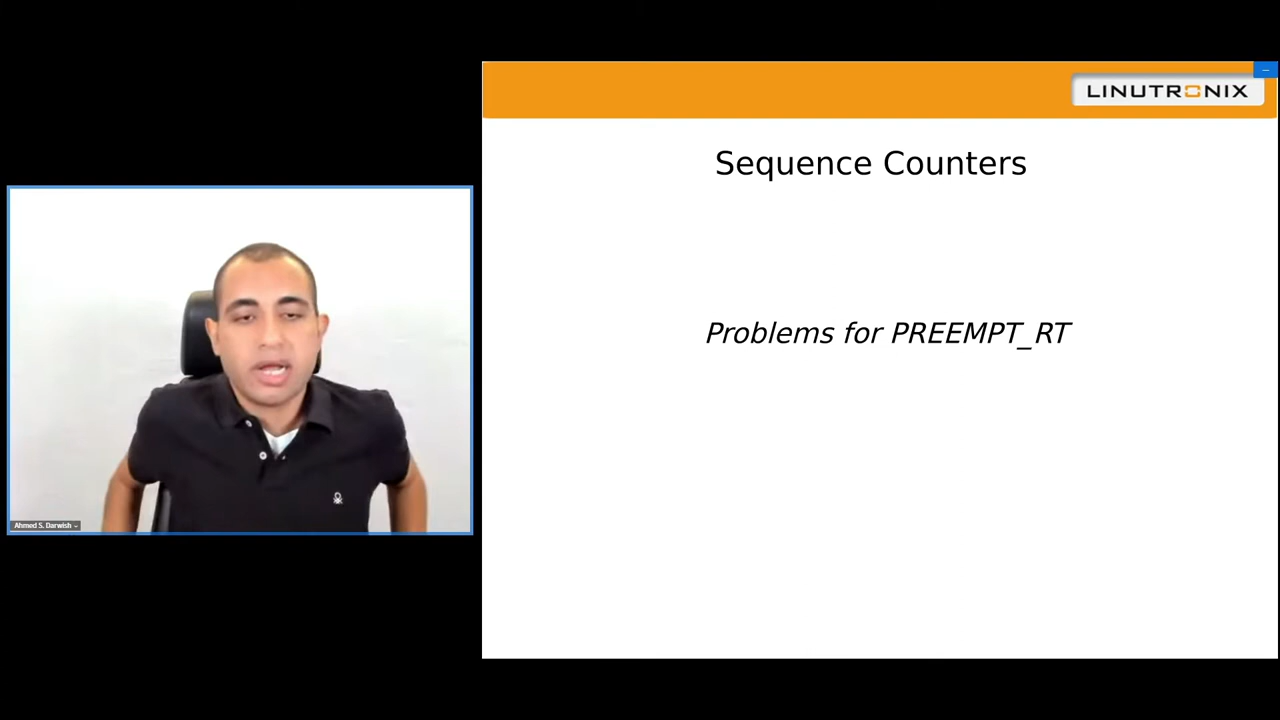 LINUTRONIX
Sequence Counters
Problems for PREEMPT_RT
Ahmed S. Darwish